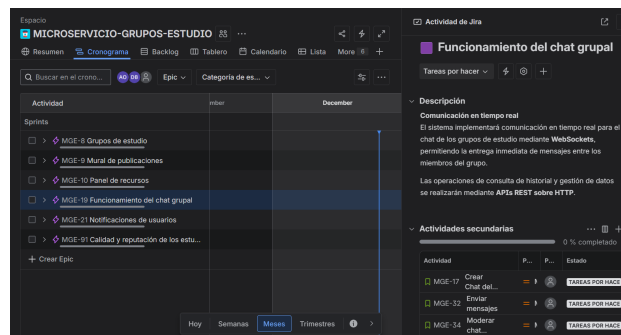 Espacio
MICROSERVICIO-GRUPOS-ESTUDIO
Resumen Cronograma Backlog Tablero Calendario Lista More 6
Buscar en el crono... AO DB Epic Categoría de es...
Actividad mber December
Sprints
MGE-8 Grupos de estudio
MGE-9 Mural de publicaciones
MGE-10 Panel de recursos
MGE-19 Funcionamiento del chat grupal
MGE-21 Notificaciones de usuarios
MGE-91 Calidad y reputación de los estu...
+ Crear Epic
Hoy Semanas Meses Trimestres
Actividad de Jira
Funcionamiento del chat grupal
Tareas por hacer
Descripción
Comunicación en tiempo real
El sistema implementará comunicación en tiempo real para el
chat de los grupos de estudio mediante WebSockets,
permitiendo la entrega inmediata de mensajes entre los
miembros del grupo.
Las operaciones de consulta de historial y gestión de datos
se realizarán mediante APIs REST sobre HTTP.
Actividades secundarias
0 % completado
Actividad P... P... Estado
MGE-17 Crear
Chat del... TAREAS POR HACE
MGE-32 Enviar
mensajes TAREAS POR HACE
MGE-34 Moderar
chat... TAREAS POR HACE